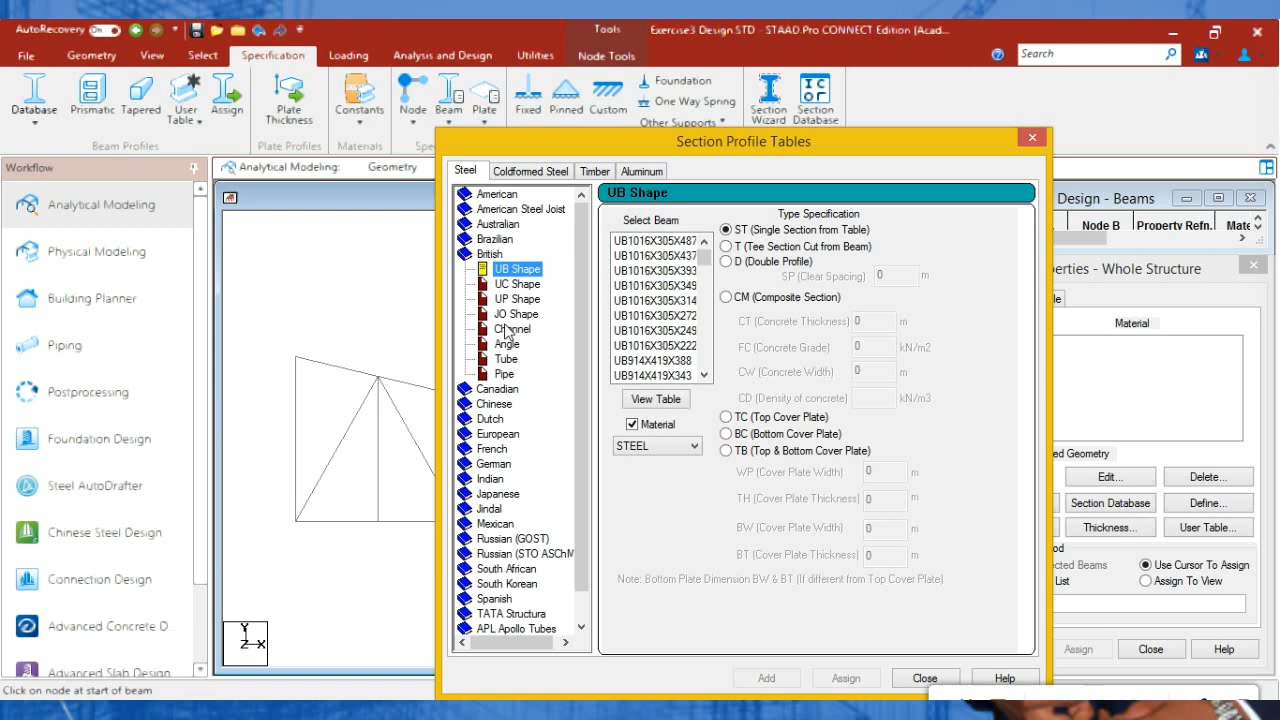 AutoRecovery On
Tools
Exercise3 Design.STD - STAAD.Pro CONNECT Edition (Acad...
File Geometry View Select Specification Loading Analysis and Design Utilities Node Tools
Search
Database Prismatic Tapered User Table Assign
Plate Thickness
Constants
Node Beam Plate
Fixed Pinned Custom
Foundation
One Way Spring
Other Supports
Section Wizard
Section Database
Beam Profiles
Plate Profiles
Materials
Workflow
Analytical Modeling:
Geometry
Analytical Modeling
Physical Modeling
Building Planner
Piping
Postprocessing
Foundation Design
Steel AutoDrafter
Chinese Steel Design
Connection Design
Advanced Concrete D...
Advanced Slab Design
Click on node at start of beam
Y
Z X
Section Profile Tables
Steel Coldformed Steel Timber Aluminum
American
American Steel Joist
Australian
Brazilian
British
UB Shape
UC Shape
UP Shape
JO Shape
Channel
Angle
Tube
Pipe
Canadian
Chinese
Dutch
European
French
German
Indian
Japanese
Jindal
Mexican
Russian (GOST)
Russian (STO ASChM
South African
South Korean
Spanish
TATA Structura
APL Apollo Tubes
UB Shape
Select Beam
UB1016X305X487
UB1016X305X437
UB1016X305X393
UB1016X305X349
UB1016X305X314
UB1016X305X272
UB1016X305X249
UB1016X305X222
UB914X419X388
UB914X419X343
View Table
Material
STEEL
Type Specification
ST (Single Section from Table)
T (Tee Section Cut from Beam)
D (Double Profile)
SP (Clear Spacing) 0 m
CM (Composite Section)
CT (Concrete Thickness) 0 m
FC (Concrete Grade) 0 kN/m2
CW (Concrete Width) 0 m
CD (Density of concrete) kN/m3
TC (Top Cover Plate)
BC (Bottom Cover Plate)
TB (Top & Bottom Cover Plate)
WP (Cover Plate Width) 0 m
TH (Cover Plate Thickness) 0 m
BW (Cover Plate Width) 0 m
BT (Cover Plate Thickness) 0 m
Note: Bottom Plate Dimension BW & BT (If different from Top Cover Plate)
Add Assign Close Help
Design - Beams
Node B Property Refn. Mate
erties - Whole Structure
Material
ed Geometry
Edit... Delete...
Section Database Define...
Thickness... User Table...
od
ected Beams Use Cursor To Assign
List Assign To View
Assign Close Help